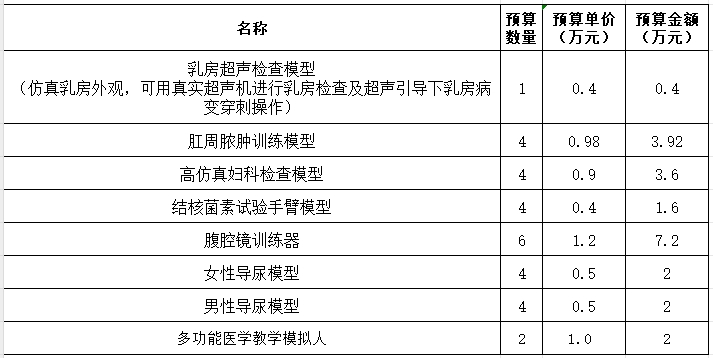 名称 预算数量 预算单价（万元） 预算金额（万元）
乳房超声检查模型
（仿真乳房外观，可用真实超声机进行乳房检查及超声引导下乳房病
变穿刺操作） 1 0.4 0.4
肛周脓肿训练模型 4 0.98 3.92
高仿真妇科检查模型 4 0.9 3.6
结核菌素试验手臂模型 4 0.4 1.6
腹腔镜训练器 6 1.2 7.2
女性导尿模型 4 0.5 2
男性导尿模型 4 0.5 2
多功能医学教学模拟人 2 1.0 2